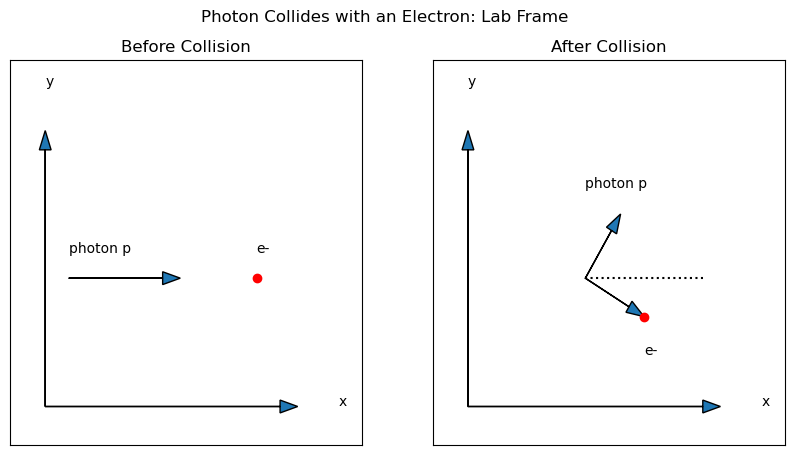 Photon Collides with an Electron: Lab Frame
Before Collision
y
photon p
e-
x
After Collision
y
photon p
e-
x